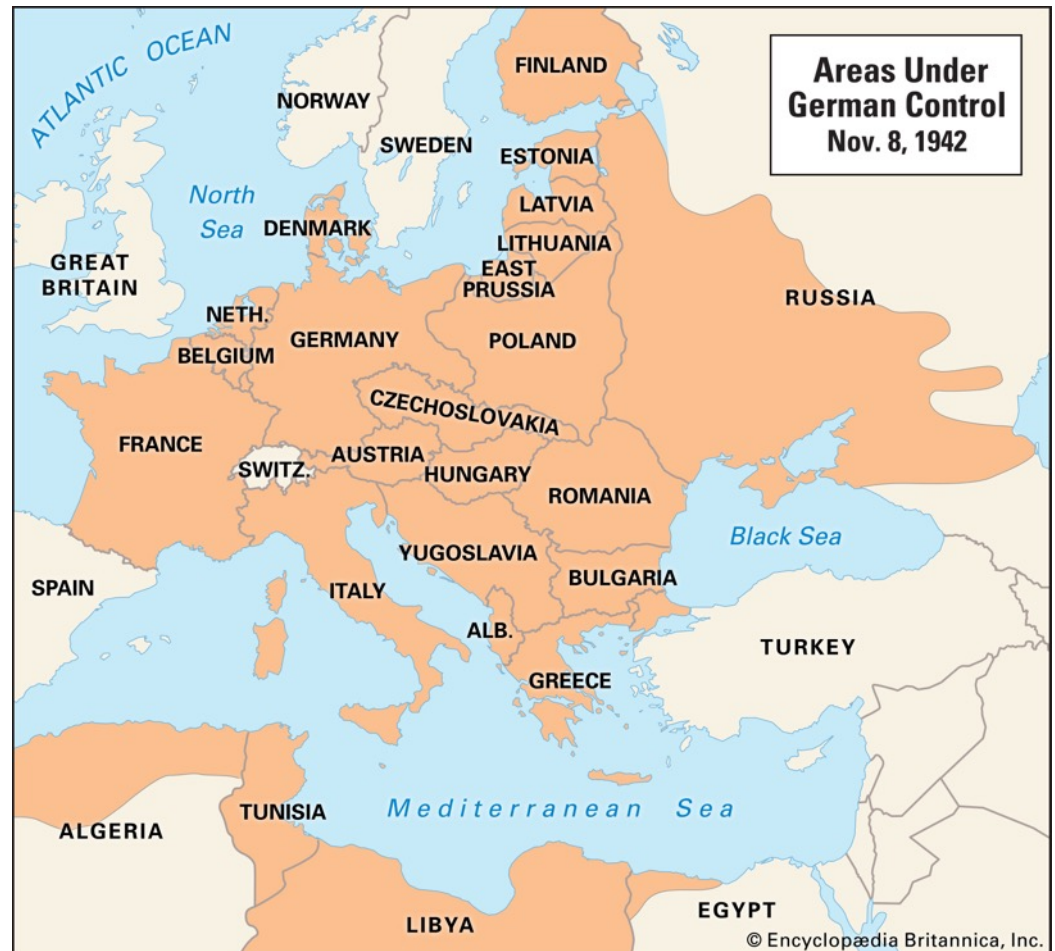 ATLANTIC OCEAN
Areas Under
German Control
Nov. 8, 1942
FINLAND
NORWAY
SWEDEN
ESTONIA
North
Sea
LATVIA
DENMARK
LITHUANIA
EAST
PRUSSIA
GREAT
BRITAIN
RUSSIA
NETH.
GERMANY
POLAND
BELGIUM
CZECHOSLOVAKIA
FRANCE
AUSTRIA
SWITZ.
HUNGARY
ROMANIA
Black Sea
YUGOSLAVIA
BULGARIA
SPAIN
ITALY
ALB.
TURKEY
GREECE
Mediterranean Sea
TUNISIA
ALGERIA
EGYPT
LIBYA
© Encyclopædia Britannica, Inc.